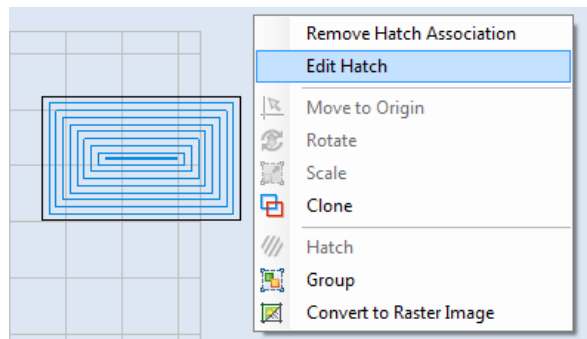 Remove Hatch Association
Edit Hatch
Move to Origin
Rotate
Scale
Clone
Hatch
Group
Convert to Raster Image